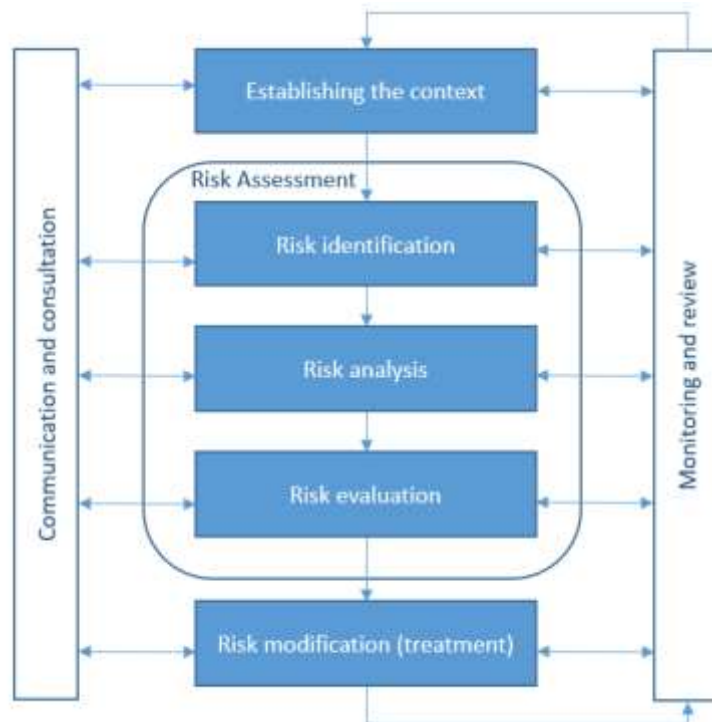 Establishing the context
Risk Assessment
Risk identification
Risk analysis
Risk evaluation
Risk modification (treatment)
Communication and consultation
Monitoring and review